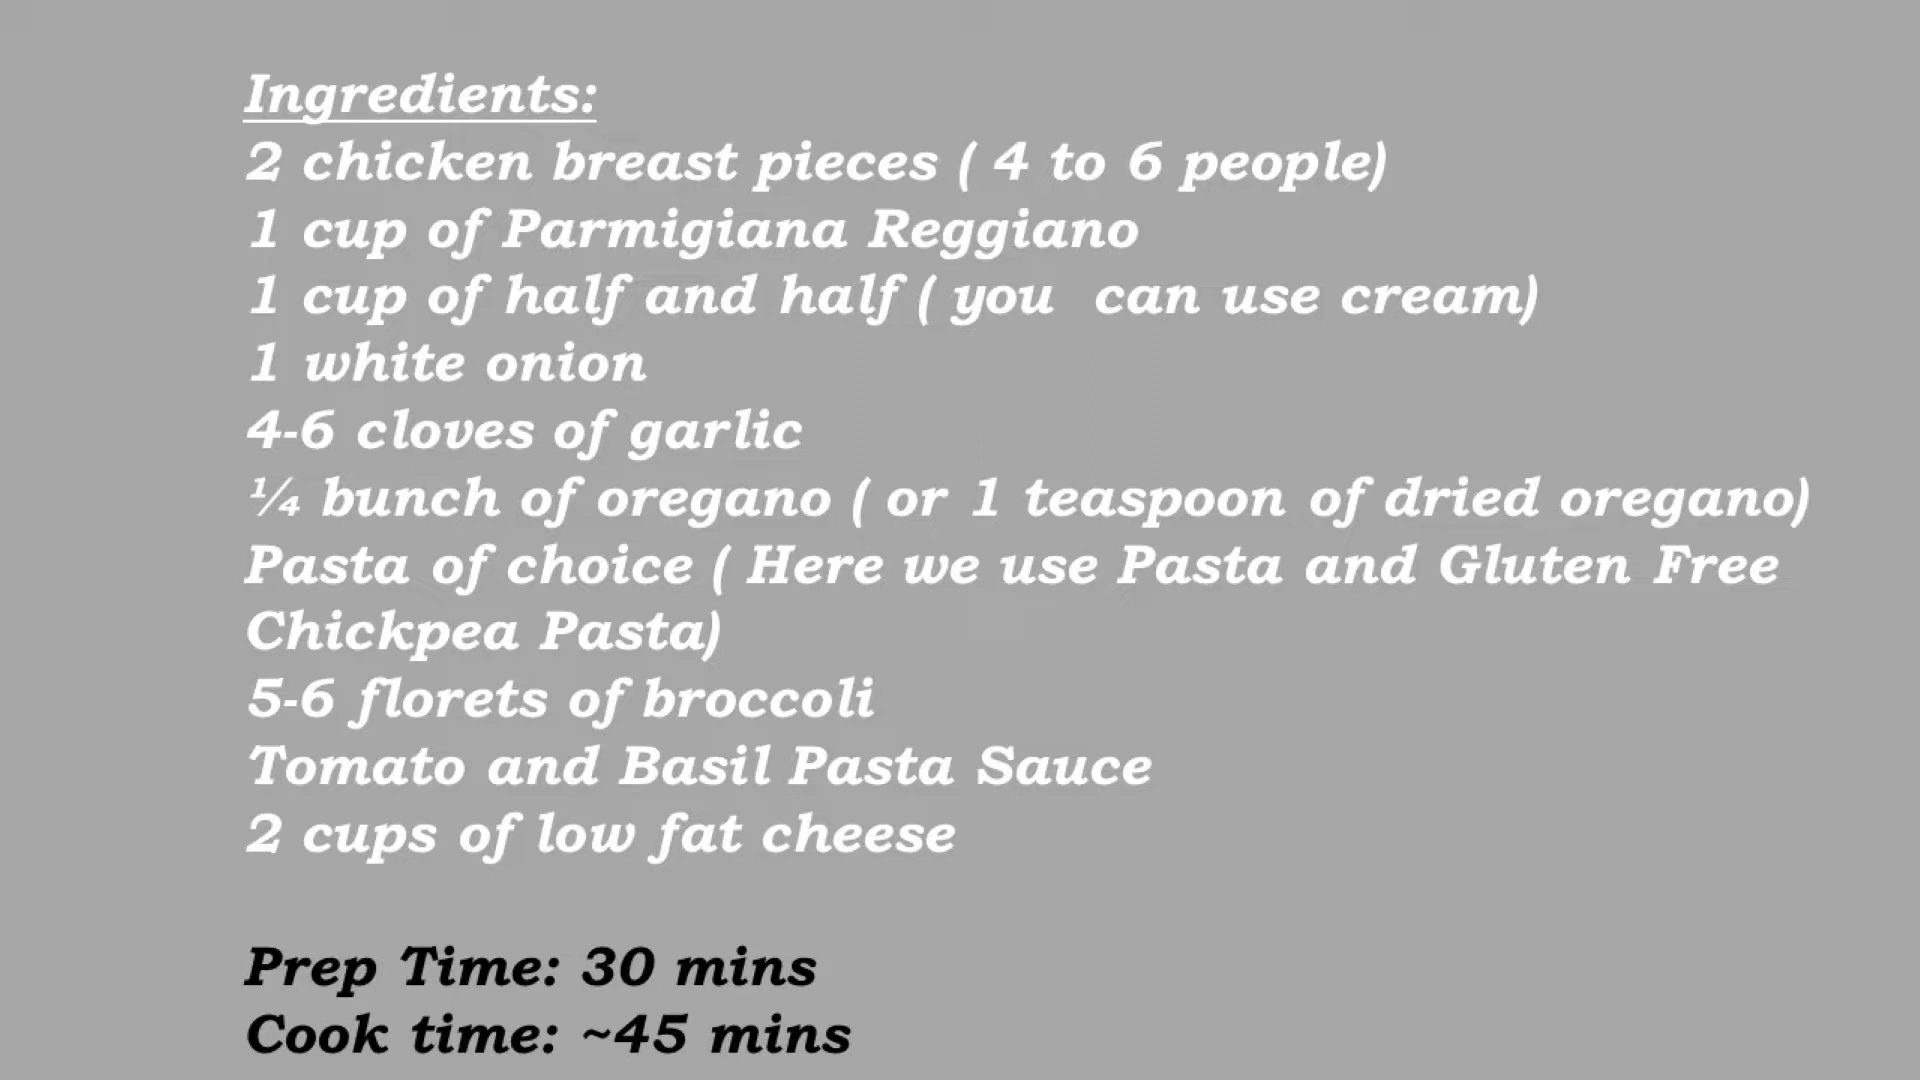 Ingredients:
2 chicken breast pieces ( 4 to 6 people)
1 cup of Parmigiana Reggiano
1 cup of half and half ( you  can use cream)
1 white onion
4-6 cloves of garlic
¼ bunch of oregano ( or 1 teaspoon of dried oregano)
Pasta of choice ( Here we use Pasta and Gluten Free
Chickpea Pasta)
5-6 florets of broccoli
Tomato and Basil Pasta Sauce
2 cups of low fat cheese
Prep Time: 30 mins
Cook time: ~45 mins